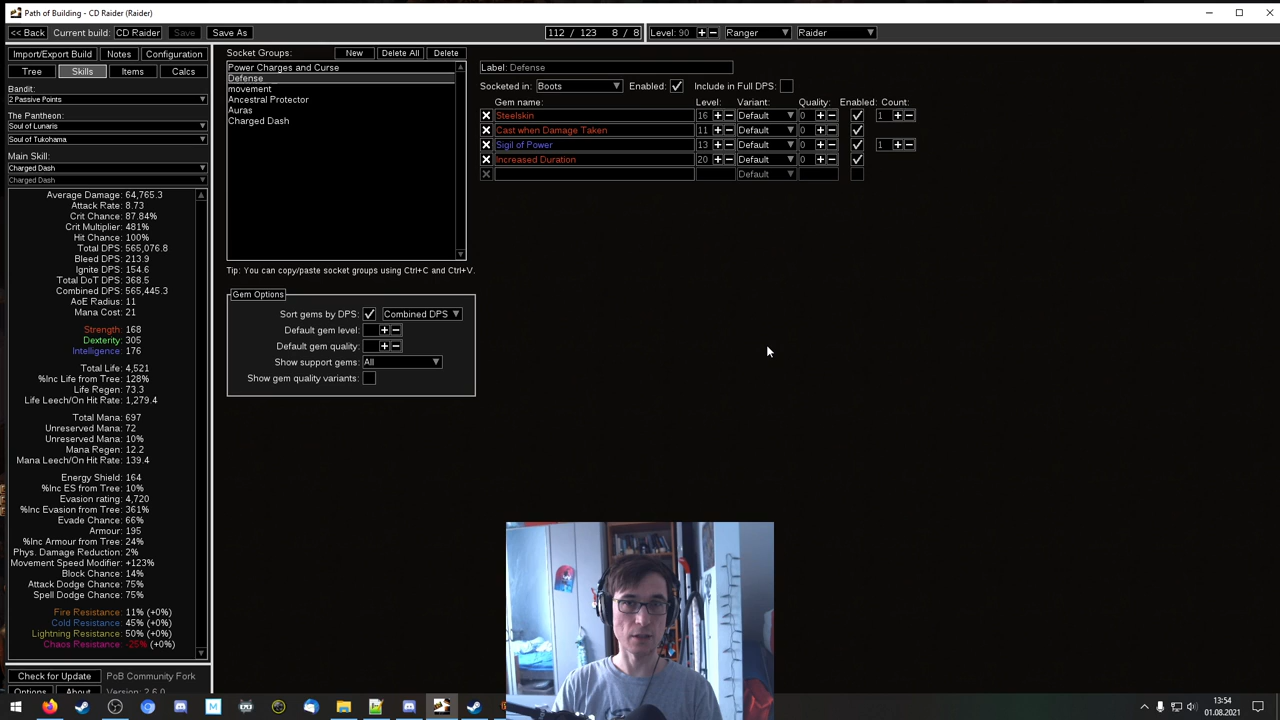 Path of Building - CD Raider (Raider)
<< Back Current build: CD Raider Save Save As 112 / 123 8 / 8 Level: 90 + − Ranger Raider
Import/Export Build Notes Configuration
Tree Skills Items Calcs
Bandit:
2 Passive Points
The Pantheon:
Soul of Lunaris
Soul of Tukohama
Main Skill:
Charged Dash
Charged Dash
Average Damage: 64,765.3
Attack Rate: 8.73
Crit Chance: 87.84%
Crit Multiplier: 481%
Hit Chance: 100%
Total DPS: 565,076.8
Bleed DPS: 213.9
Ignite DPS: 154.6
Total DoT DPS: 368.5
Combined DPS: 565,445.3
AoE Radius: 11
Mana Cost: 21
Strength: 168
Dexterity: 305
Intelligence: 176
Total Life: 4,521
%Inc Life from Tree: 128%
Life Regen: 73.3
Life Leech/On Hit Rate: 1,279.4
Total Mana: 697
Unreserved Mana: 72
Unreserved Mana: 10%
Mana Regen: 12.2
Mana Leech/On Hit Rate: 139.4
Energy Shield: 164
%Inc ES from Tree: 10%
Evasion rating: 4,720
%Inc Evasion from Tree: 361%
Evade Chance: 66%
Armour: 195
%Inc Armour from Tree: 24%
Phys. Damage Reduction: 2%
Movement Speed Modifier: +123%
Block Chance: 14%
Attack Dodge Chance: 75%
Spell Dodge Chance: 75%
Fire Resistance: 11% (+0%)
Cold Resistance: 45% (+0%)
Lightning Resistance: 50% (+0%)
Chaos Resistance: -25% (+0%)
Check for Update PoB Community Fork
Options About Version: 2.6.0
Socket Groups: New Delete All Delete
Power Charges and Curse
Defense
movement
Ancestral Protector
Auras
Charged Dash
Tip: You can copy/paste socket groups using Ctrl+C and Ctrl+V.
Gem Options
Sort gems by DPS: Combined DPS
Default gem level: + −
Default gem quality: + −
Show support gems: All
Show gem quality variants:
Label: Defense
Socketed in: Boots Enabled: Include in Full DPS:
Gem name: Level: Variant: Quality: Enabled: Count:
Steelskin 16 + − Default 0 + − 1 + −
Cast when Damage Taken 11 + − Default 0 + −
Sigil of Power 13 + − Default 0 + − 1 + −
Increased Duration 20 + − Default 0 + −
Default
13:54
01.08.2021